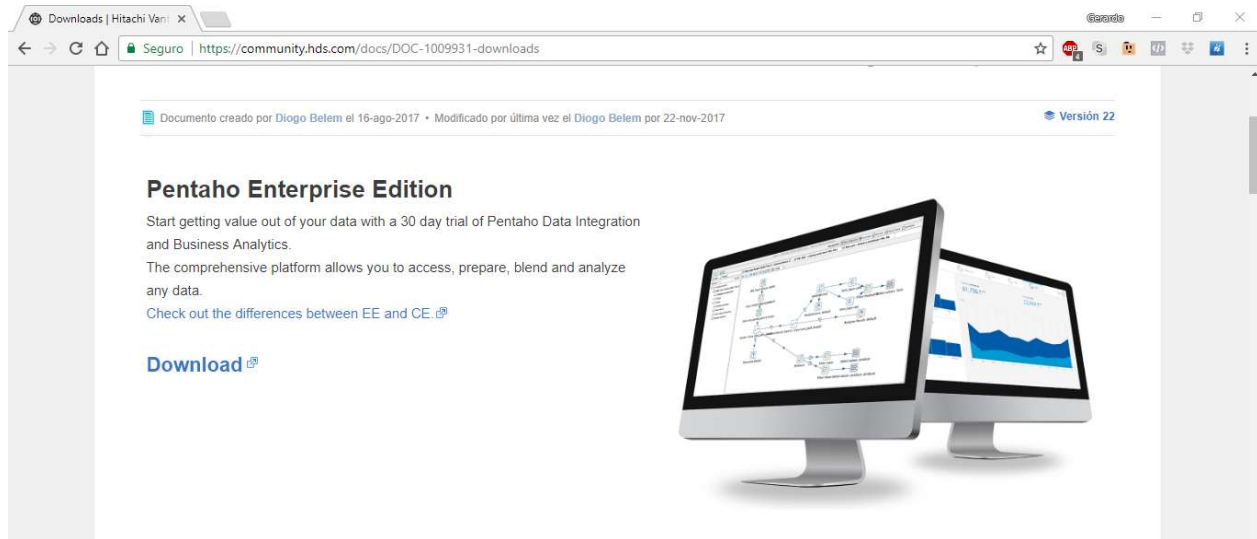 Downloads | Hitachi Van
Gerardo
Seguro | https://community.hds.com/docs/DOC-1009931-downloads
ABP
4
S
Documento creado por Diogo Belem el 16-ago-2017 • Modificado por última vez el Diogo Belem por 22-nov-2017
Versión 22
Pentaho Enterprise Edition
Start getting value out of your data with a 30 day trial of Pentaho Data Integration
and Business Analytics.
The comprehensive platform allows you to access, prepare, blend and analyze
any data.
Check out the differences between EE and CE.
Download